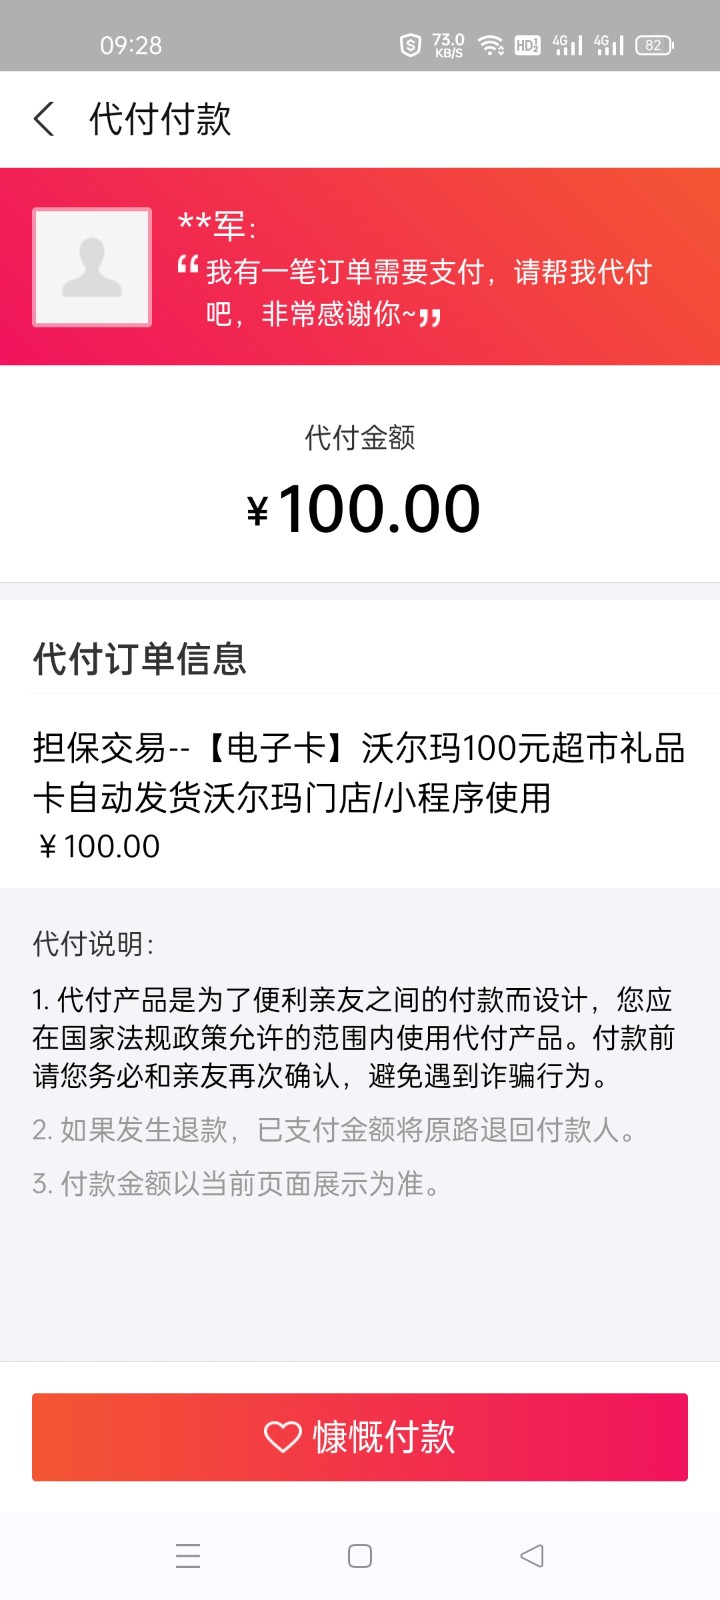 09:28
73.0
KB/S
HD
4G
4G
82
代付付款
**军：
“我有一笔订单需要支付，请帮我代付
吧，非常感谢你~”
代付金额
¥100.00
代付订单信息
担保交易--【电子卡】沃尔玛100元超市礼品
卡自动发货沃尔玛门店/小程序使用
¥100.00
代付说明：
1. 代付产品是为了便利亲友之间的付款而设计，您应
在国家法规政策允许的范围内使用代付产品。付款前
请您务必和亲友再次确认，避免遇到诈骗行为。
2. 如果发生退款，已支付金额将原路退回付款人。
3. 付款金额以当前页面展示为准。
慷慨付款